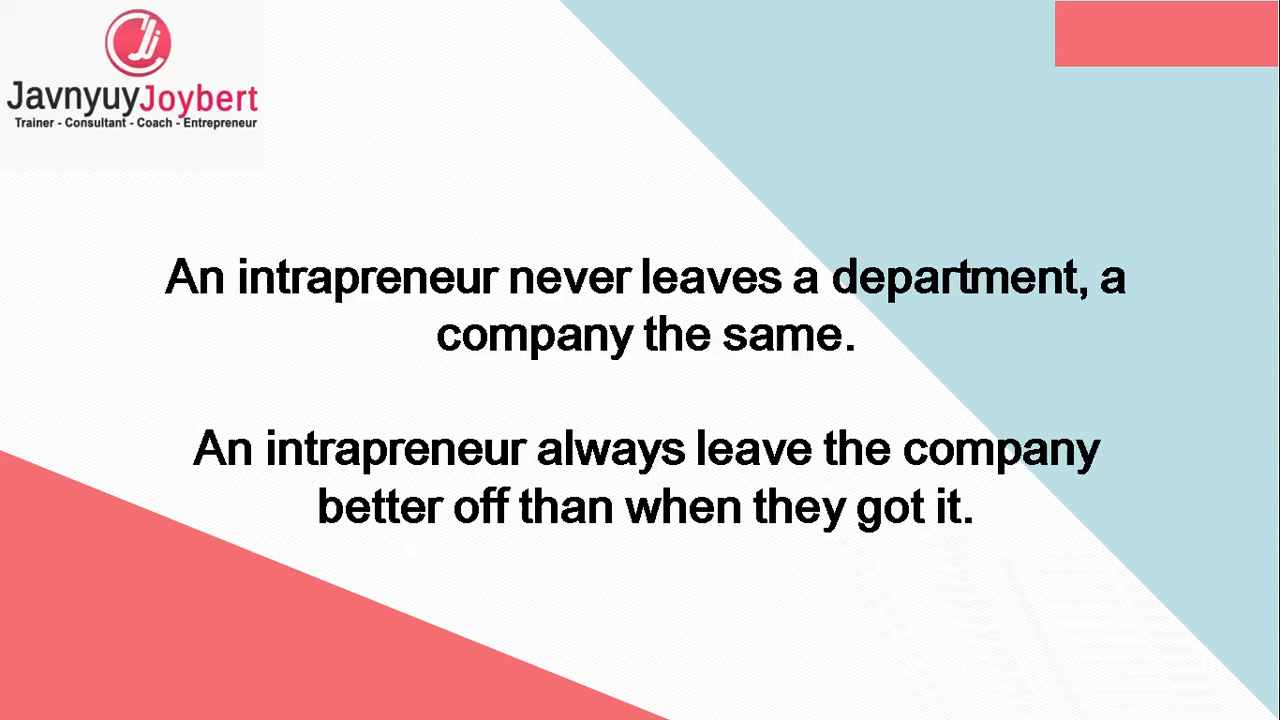 JavnyuyJoybert
Trainer - Consultant - Coach - Entrepreneur
An intrapreneur never leaves a department, a
company the same.
An intrapreneur always leave the company
better off than when they got it.